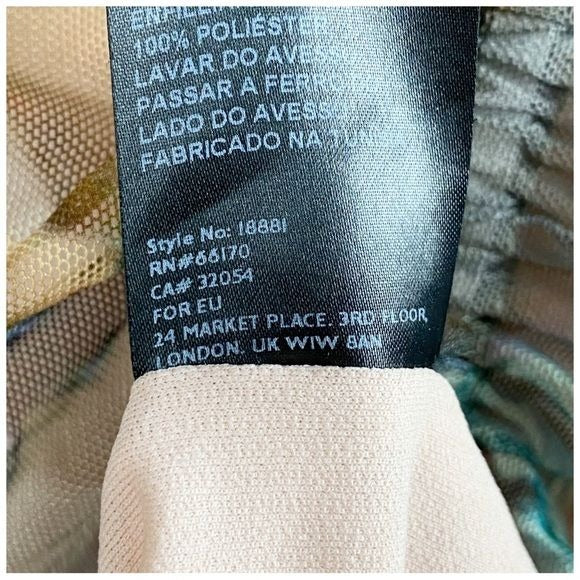 100% POLIÉSTER
LAVAR DO AVESSO
PASSAR A FERRO
LADO DO AVESSO
FABRICADO NA
Style No: 18881
RN#66170
CA# 32054
FOR EU
24 MARKET PLACE. 3RD. FLOOR
LONDON. UK W1W 8AN